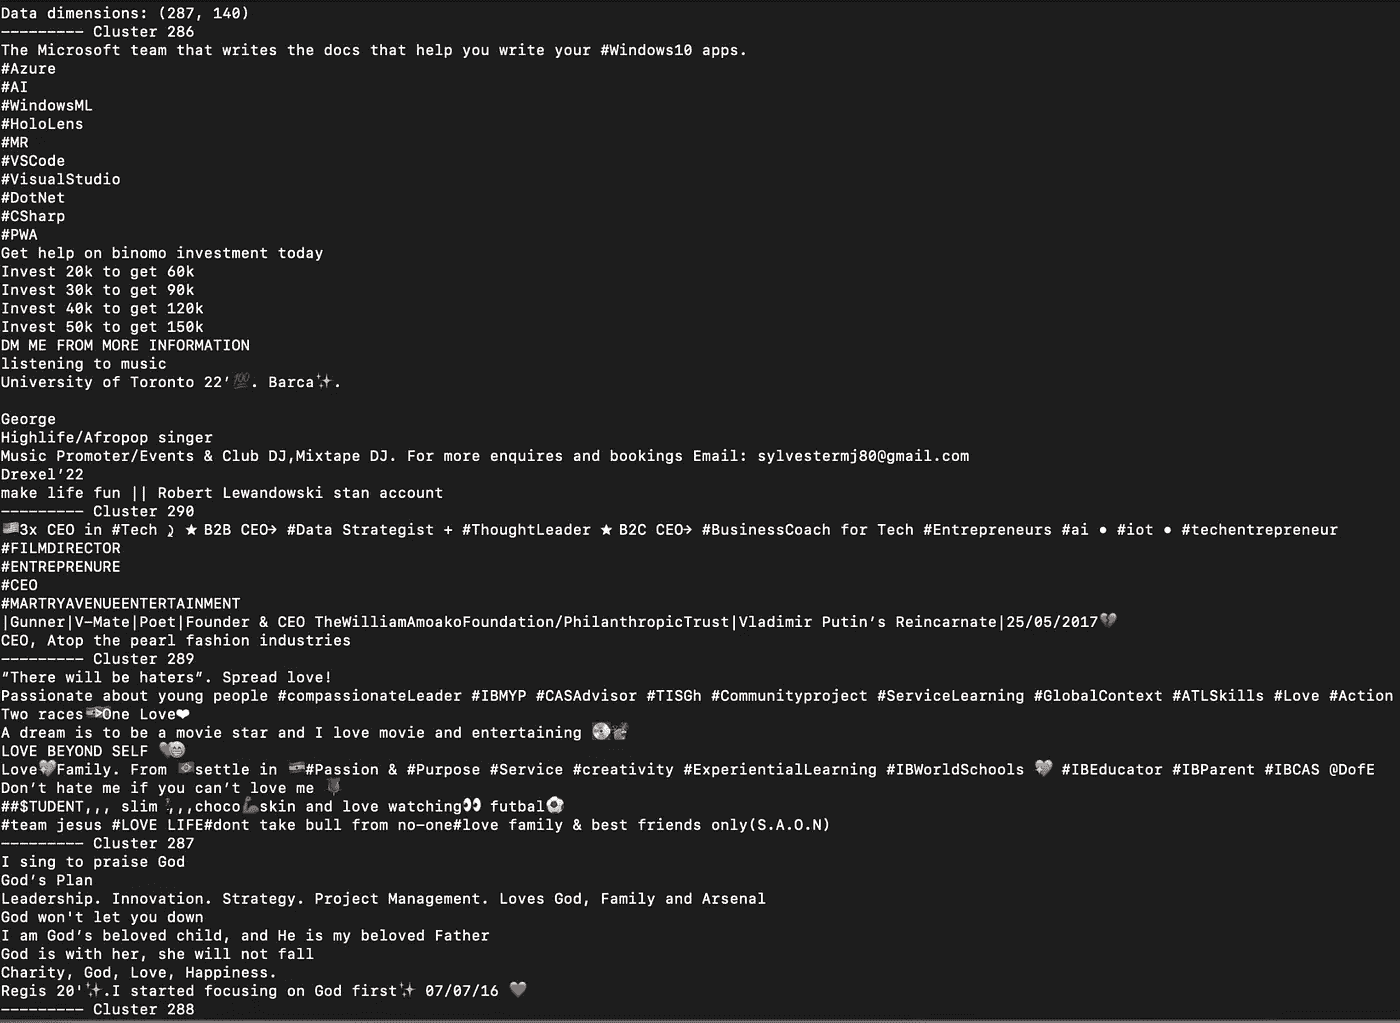 Data dimensions: (287, 140)
--------- Cluster 286
The Microsoft team that writes the docs that help you write your #Windows10 apps.
#Azure
#AI
#WindowsML
#HoloLens
#MR
#VSCode
#VisualStudio
#DotNet
#CSharp
#PWA
Get help on binomo investment today
Invest 20k to get 60k
Invest 30k to get 90k
Invest 40k to get 120k
Invest 50k to get 150k
DM ME FROM MORE INFORMATION
listening to music
University of Toronto 22’💯. Barca✨.
George
Highlife/Afropop singer
Music Promoter/Events & Club DJ,Mixtape DJ. For more enquires and bookings Email: sylvestermj80@gmail.com
Drexel’22
make life fun || Robert Lewandowski stan account
--------- Cluster 290
🇺🇸3x CEO in #Tech ⤸ ★ B2B CEO→ #Data Strategist + #ThoughtLeader ★ B2C CEO→ #BusinessCoach for Tech #Entrepreneurs #ai • #iot • #techentrepreneur
#FILMDIRECTOR
#ENTREPRENURE
#CEO
#MARTRYAVENUEENTERTAINMENT
|Gunner|V-Mate|Poet|Founder & CEO TheWilliamAmoakoFoundation/PhilanthropicTrust|Vladimir Putin’s Reincarnate|25/05/2017💔
CEO, Atop the pearl fashion industries
--------- Cluster 289
”There will be haters”. Spread love!
Passionate about young people #compassionateLeader #IBMYP #CASAdvisor #TISGh #Communityproject #ServiceLearning #GlobalContext #ATLSkills #Love #Action
Two races One Love❤
A dream is to be a movie star and I love movie and entertaining
LOVE BEYOND SELF
Love💖Family. From settle in #Passion & #Purpose #Service #creativity #ExperientialLearning #IBWorldSchools 💖 #IBEducator #IBParent #IBCAS @DofE
Don’t hate me if you can’t love me
##$TUDENT,,, slim ,,,choco💪skin and love watching👀 futbal⚽
#team jesus #LOVE LIFE#dont take bull from no-one#love family & best friends only(S.A.O.N)
--------- Cluster 287
I sing to praise God
God’s Plan
Leadership. Innovation. Strategy. Project Management. Loves God, Family and Arsenal
God won't let you down
I am God’s beloved child, and He is my beloved Father
God is with her, she will not fall
Charity, God, Love, Happiness.
Regis 20'✨.I started focusing on God first✨ 07/07/16 🖤
--------- Cluster 288